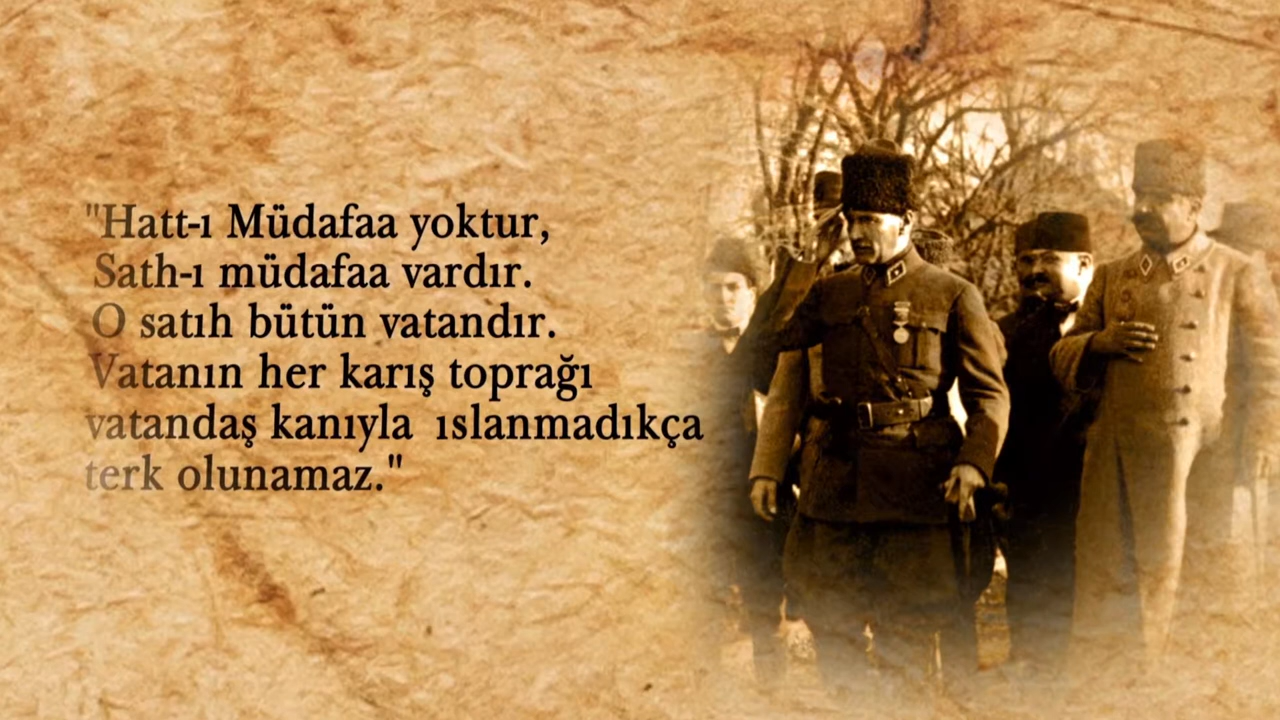 "Hatt-ı Müdafaa yoktur,
Sath-ı müdafaa vardır.
O satıh bütün vatandır.
Vatanın her karış toprağı
vatandaş kanıyla ıslanmadıkça
terk olunamaz."